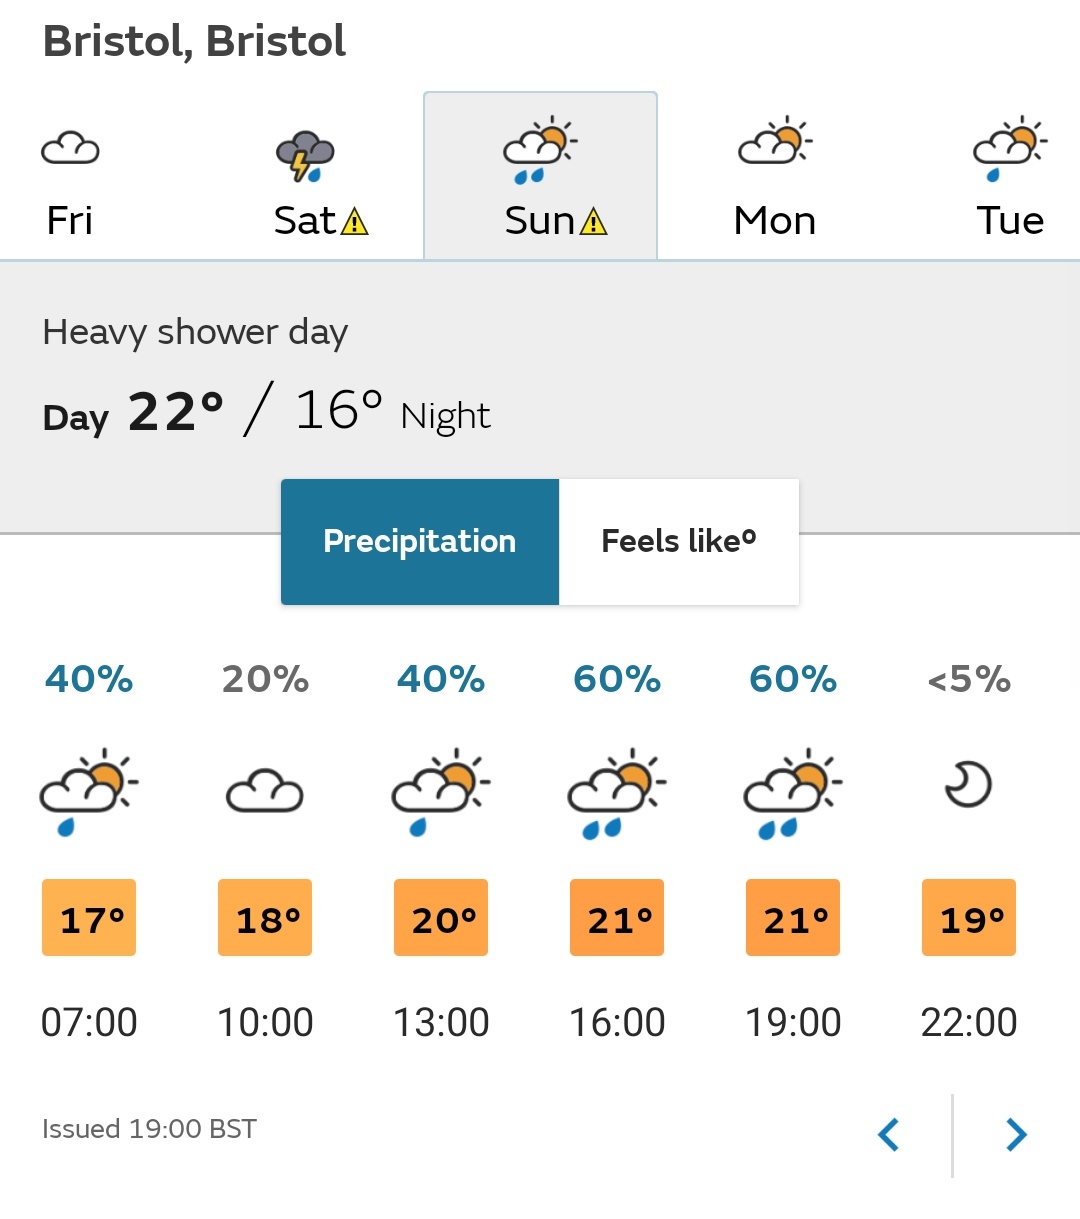 Bristol, Bristol
Fri Sat Sun Mon Tue
Heavy shower day
Day 22° / 16° Night
Precipitation Feels like°
40% 20% 40% 60% 60% <5%
17° 18° 20° 21° 21° 19°
07:00 10:00 13:00 16:00 19:00 22:00
Issued 19:00 BST